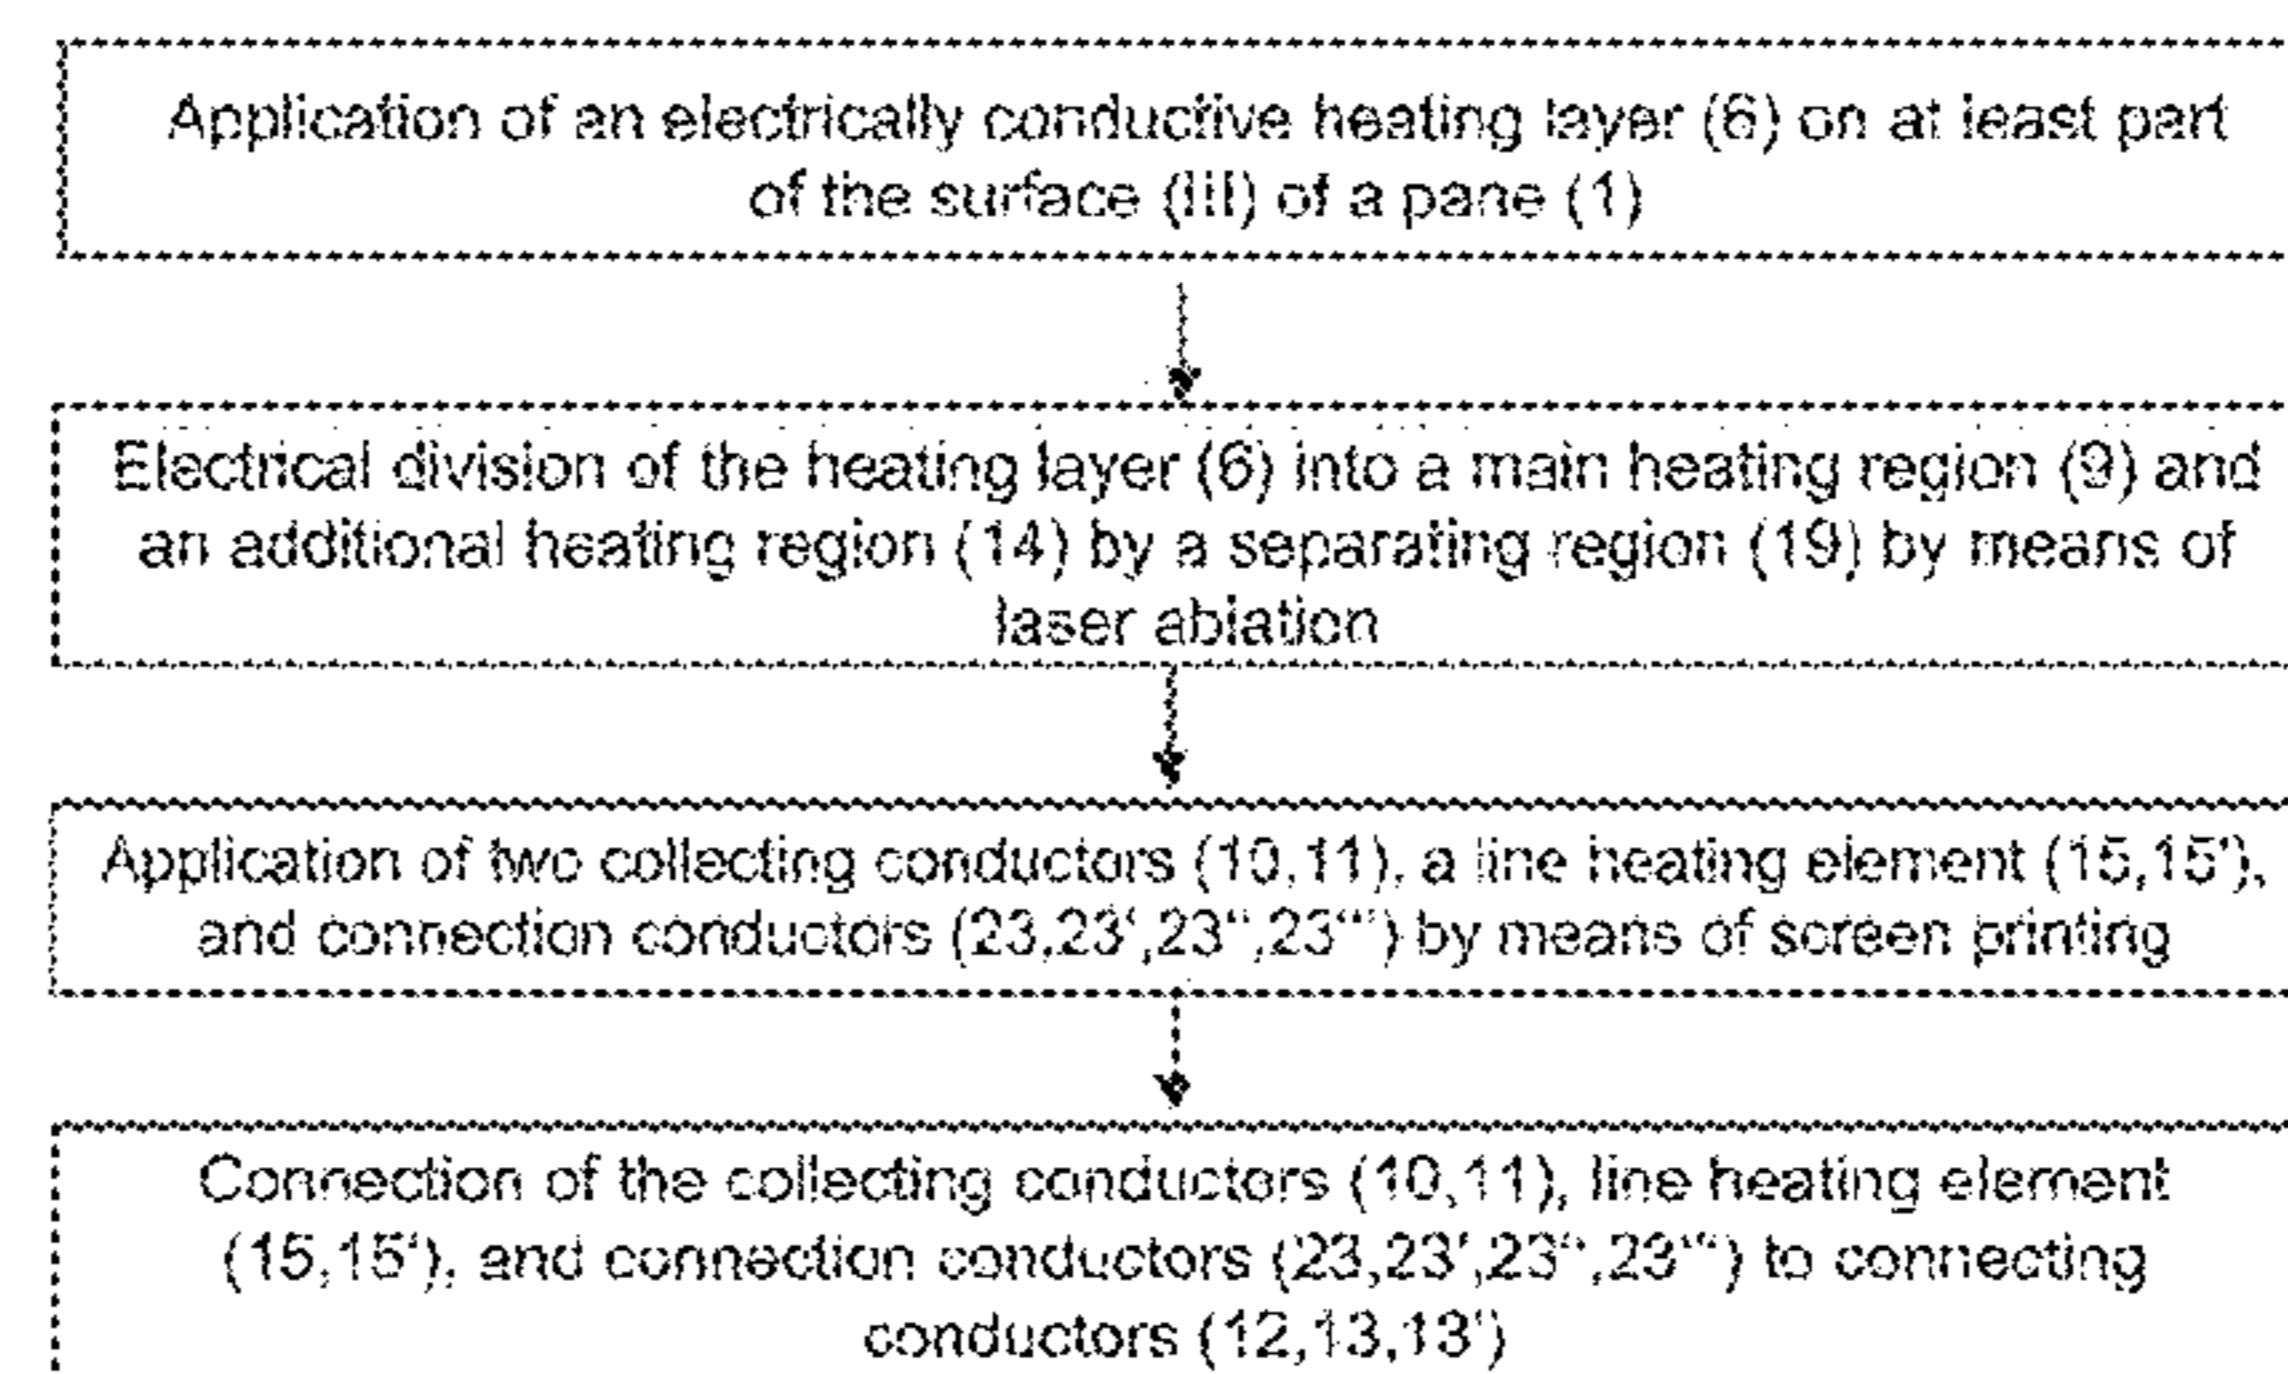 Application of an electrically conductive heating layer (6) on at least part
of the surface (III) of a pane (1)
Electrical division of the heating layer (6) into a main heating region (9) and
an additional heating region (14) by a separating region (19) by means of
laser ablation
Application of two collecting conductors (10,11), a line heating element (15,15'),
and connection conductors (23,23',23'',23''') by means of screen printing
Connection of the collecting conductors (10,11), line heating element
(15,15'), and connection conductors (23,23',23'',23''') to connecting
conductors (12,13,13')